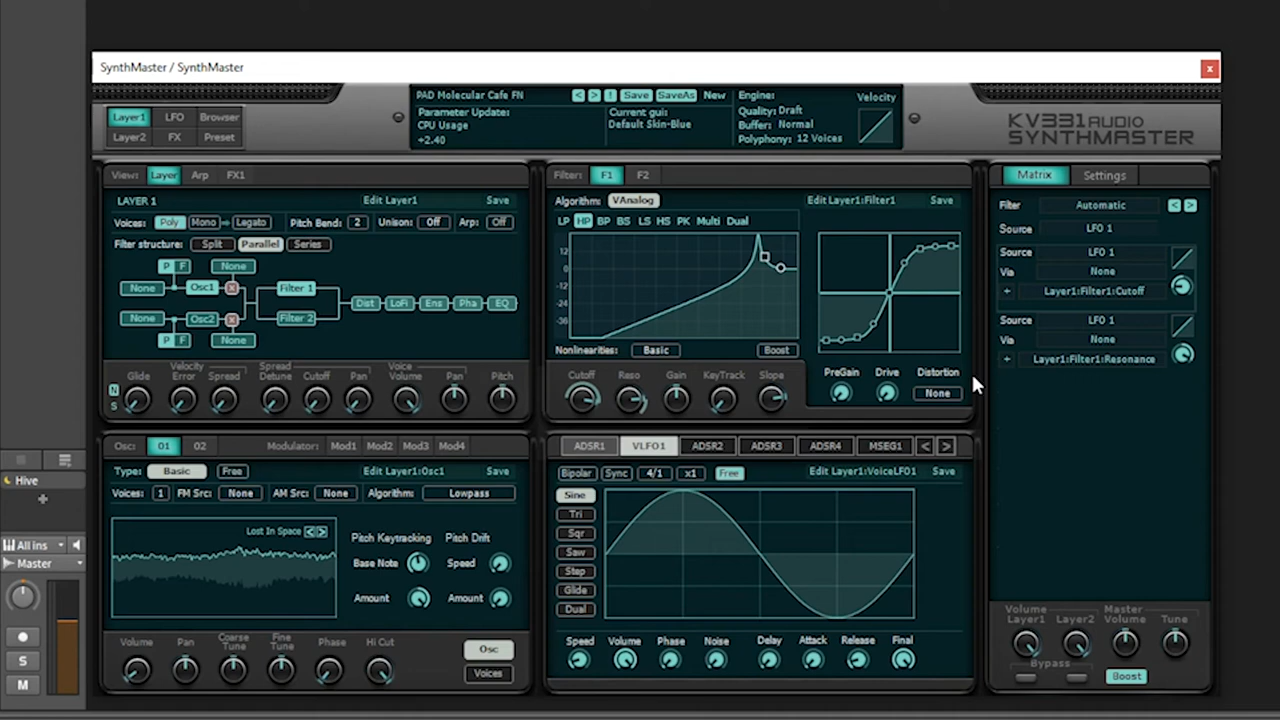 SynthMaster / SynthMaster
Layer1 LFO Browser
Layer2 FX Preset
PAD Molecular Cafe FN < > ! Save SaveAs New
Parameter Update:
CPU Usage
+2.40
Current gui:
Default Skin-Blue
Engine:
Quality: Draft
Buffer: Normal
Polyphony: 12 Voices
Velocity
KV331 AUDIO
SYNTHMASTER
View: Layer Arp FX1
LAYER 1 Edit Layer1 Save
Voices: Poly Mono Legato Pitch Bend: 2 Unison: Off Arp: Off
Filter structure: Split Parallel Series
P F None
None Osc1 x Filter 1
Dist LoFi Ens Pha EQ
None Osc2 x Filter 2
P F None
N
S
Glide Velocity Error Spread Spread Detune Cutoff Pan Voice Volume Pan Pitch
Filter: F1 F2
Algorithm: VAnalog Edit Layer1:Filter1 Save
LP HP BP BS LS HS PK Multi Dual
12
0
-12
-24
-36
Nonlinearities: Basic Boost
Cutoff Reso Gain KeyTrack Slope
PreGain Drive Distortion
None
Matrix Settings
Filter Automatic < >
Source LFO 1
Source LFO 1
Via None
+ Layer1:Filter1:Cutoff
Source LFO 1
Via None
+ Layer1:Filter1:Resonance
Osc: O1 O2 Modulator: Mod1 Mod2 Mod3 Mod4
Type: Basic Free Edit Layer1:Osc1 Save
Voices: 1 FM Src: None AM Src: None Algorithm: Lowpass
Lost In Space < >
Pitch Keytracking Pitch Drift
Base Note Speed
Amount Amount
Volume Pan Coarse Tune Fine Tune Phase Hi Cut
Osc
Voices
ADSR1 VLFO1 ADSR2 ADSR3 ADSR4 MSEG1 < >
Bipolar Sync 4/1 x1 Free Edit Layer1:VoiceLFO1 Save
Sine
Tri
Sqr
Saw
Step
Glide
Dual
Speed Volume Phase Noise Delay Attack Release Final
Volume Master
Layer1 Layer2 Volume Tune
Bypass
Boost
Hive
All ins
Master
S
M